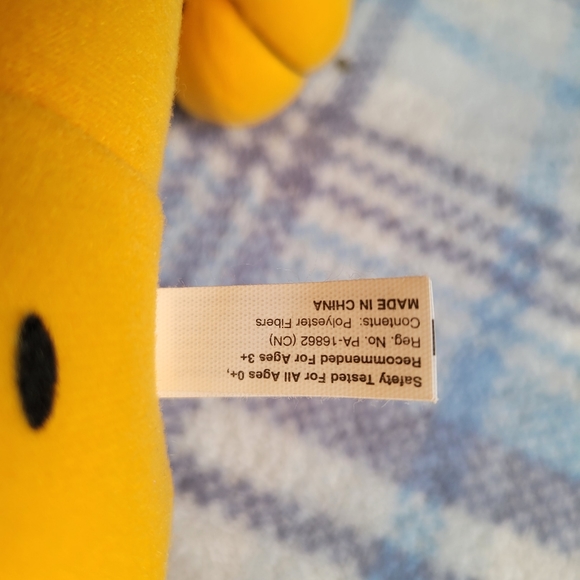 Safety Tested For All Ages 0+,
Recommended For Ages 3+
Reg. No. PA-16862 (CN)
Contents: Polyester Fibers
MADE IN CHINA